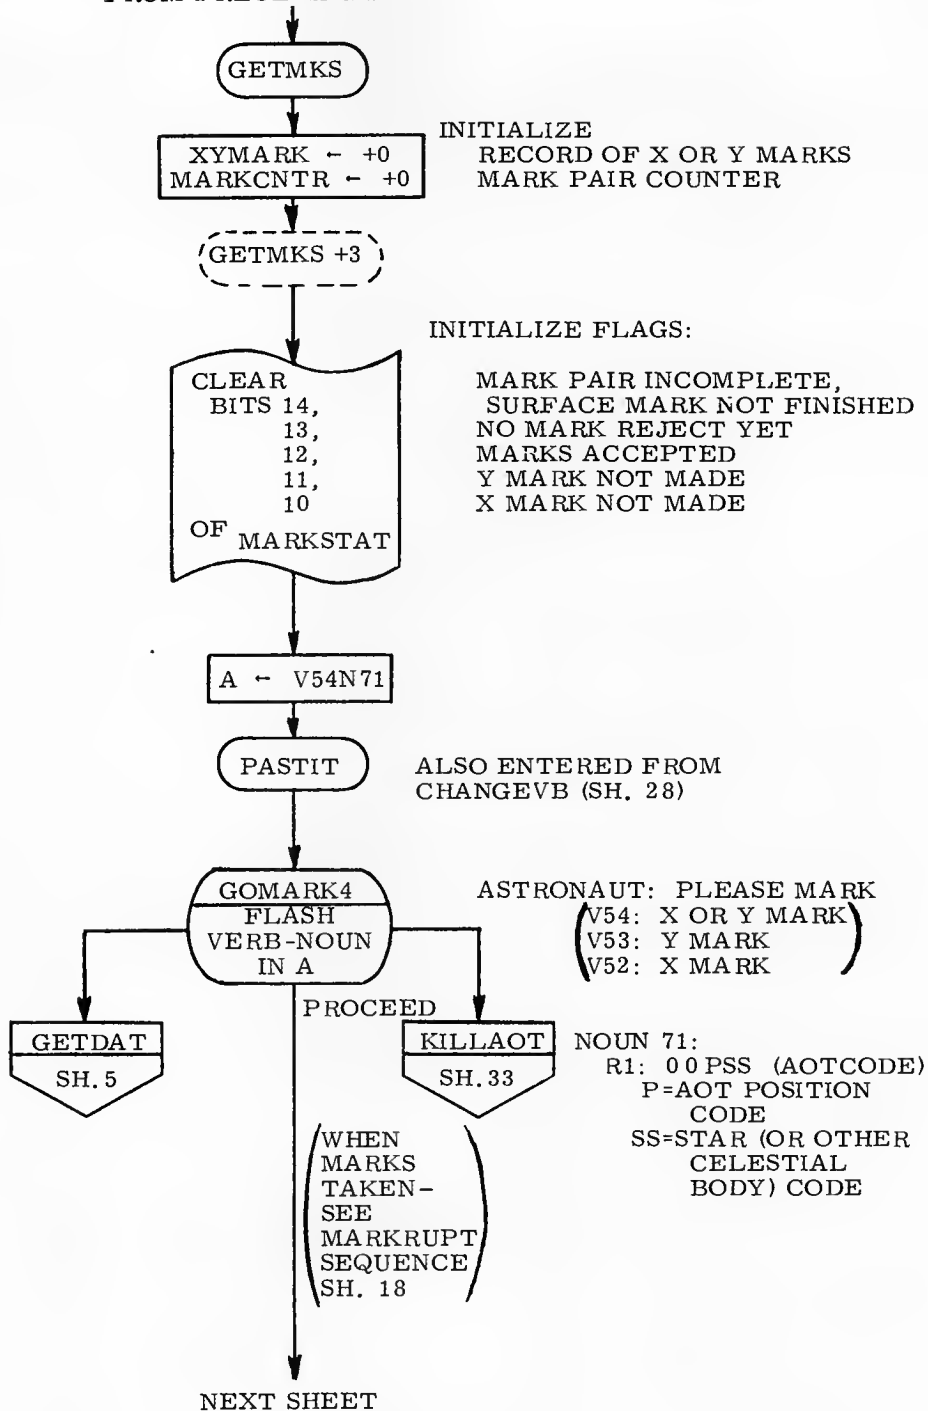 GETMKS
XYMARK ← +0
MARKCNTR ← +0
INITIALIZE
RECORD OF X OR Y MARKS
MARK PAIR COUNTER
GETMKS +3
INITIALIZE FLAGS:
CLEAR
BITS 14,
13,
12,
11,
10
OF MARKSTAT
MARK PAIR INCOMPLETE,
SURFACE MARK NOT FINISHED
NO MARK REJECT YET
MARKS ACCEPTED
Y MARK NOT MADE
X MARK NOT MADE
A ← V54N71
PASTIT
ALSO ENTERED FROM
CHANGEVB (SH. 28)
GOMARK4
FLASH
VERB-NOUN
IN A
ASTRONAUT: PLEASE MARK
V54: X OR Y MARK
V53: Y MARK
V52: X MARK
PROCEED
GETDAT
SH. 5
KILLAOT
SH. 33
NOUN 71:
R1: 0 0 PSS (AOTCODE)
P=AOT POSITION
CODE
SS=STAR (OR OTHER
CELESTIAL
BODY) CODE
(WHEN
MARKS
TAKEN-
SEE
MARKRUPT
SEQUENCE
SH. 18)
NEXT SHEET